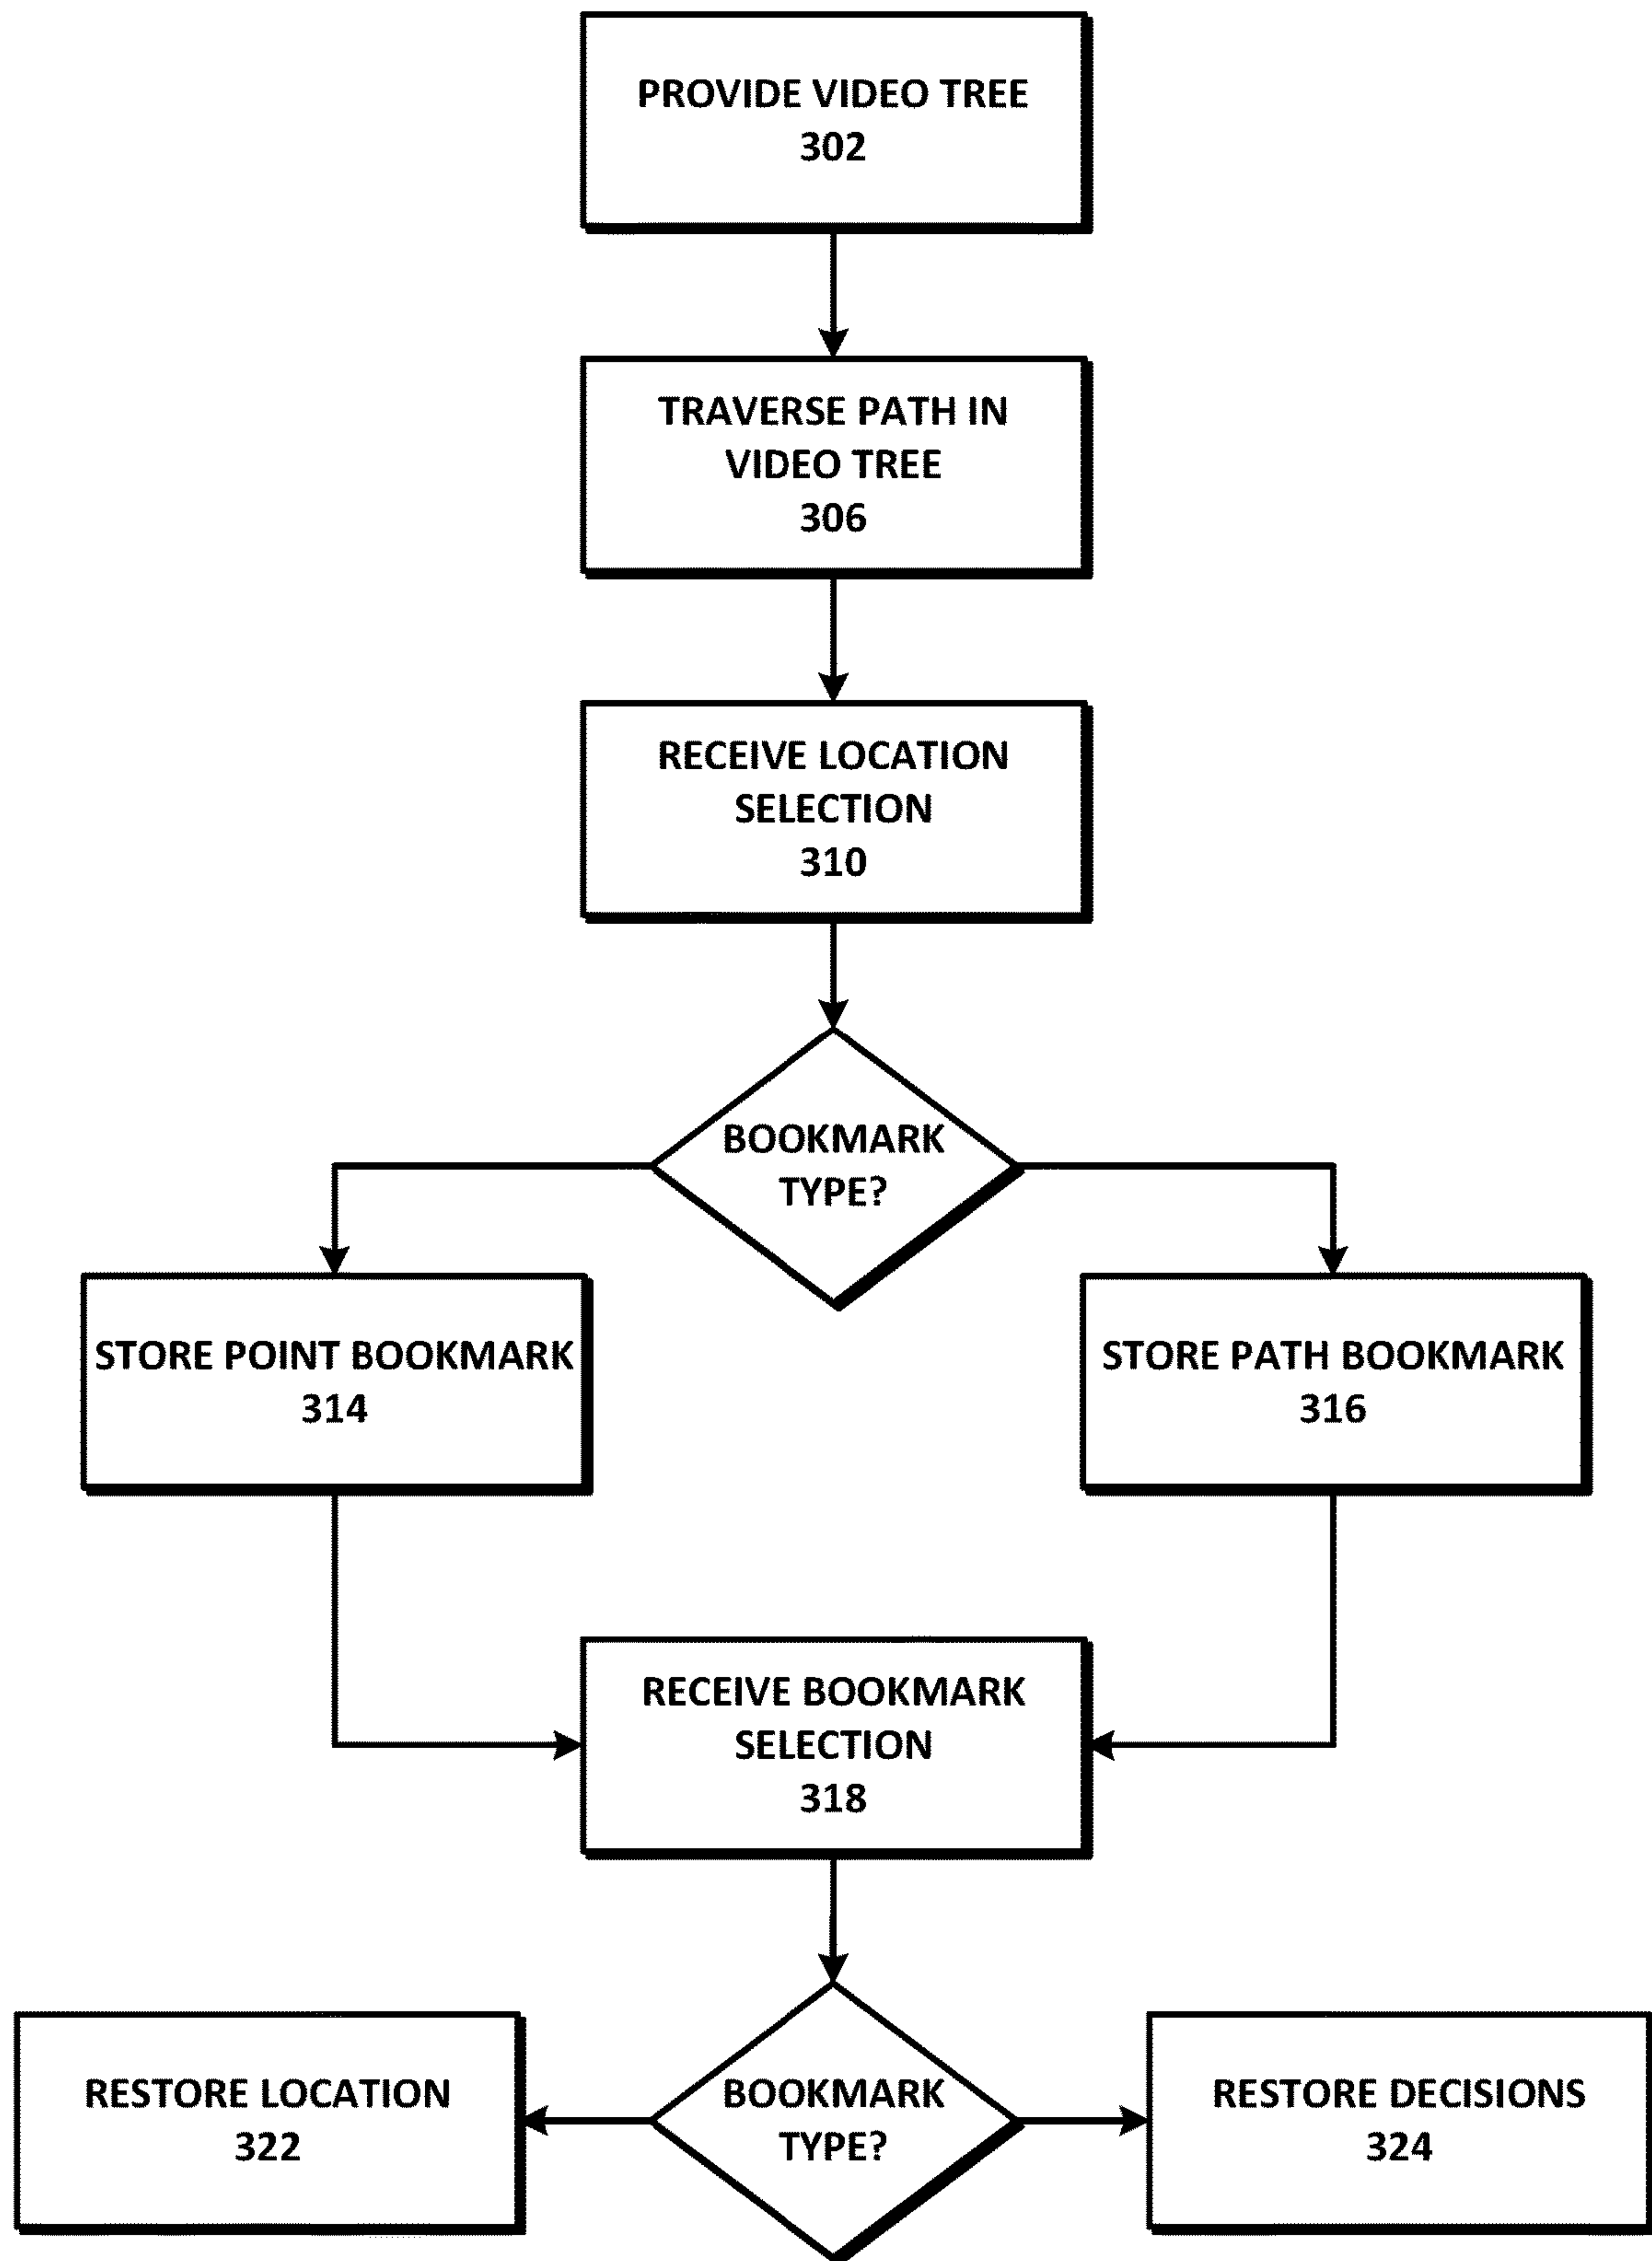 PROVIDE VIDEO TREE
302
TRAVERSE PATH IN
VIDEO TREE
306
RECEIVE LOCATION
SELECTION
310
BOOKMARK
TYPE?
STORE POINT BOOKMARK
314
STORE PATH BOOKMARK
316
RECEIVE BOOKMARK
SELECTION
318
RESTORE LOCATION
322
BOOKMARK
TYPE?
RESTORE DECISIONS
324